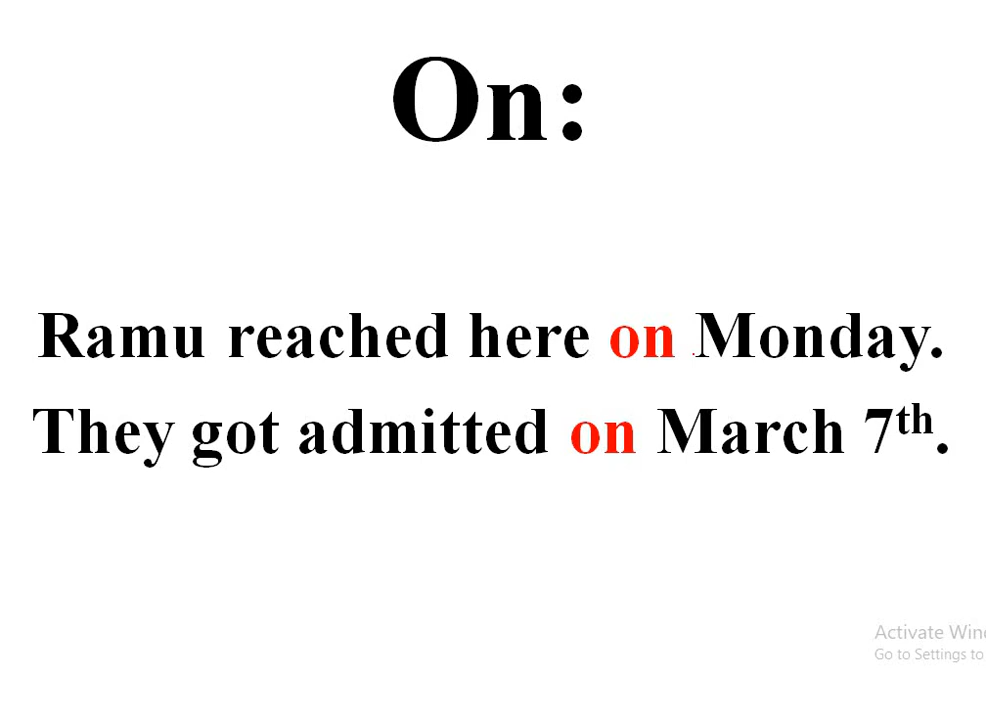 On:
Ramu reached here on Monday.
They got admitted on March 7th.
Activate Win
Go to Settings to